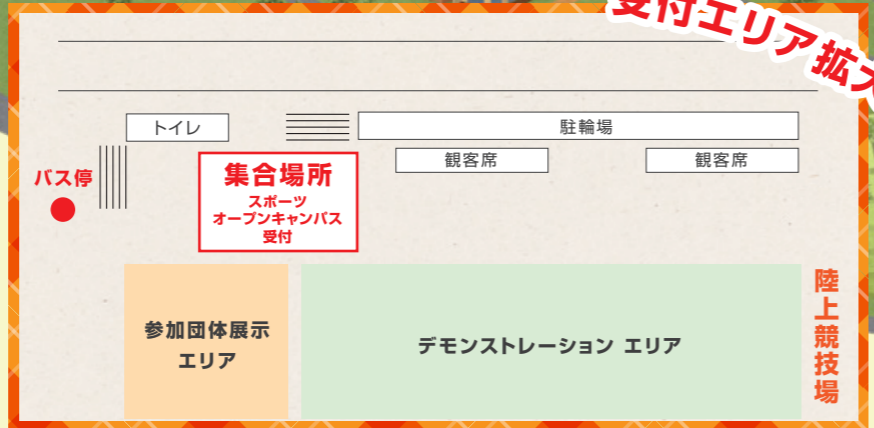 受付エリア拡大
トイレ
駐輪場
観客席
観客席
バス停
集合場所
スポーツ
オープンキャンパス
受付
参加団体展示
エリア
デモンストレーション エリア
陸上競技場